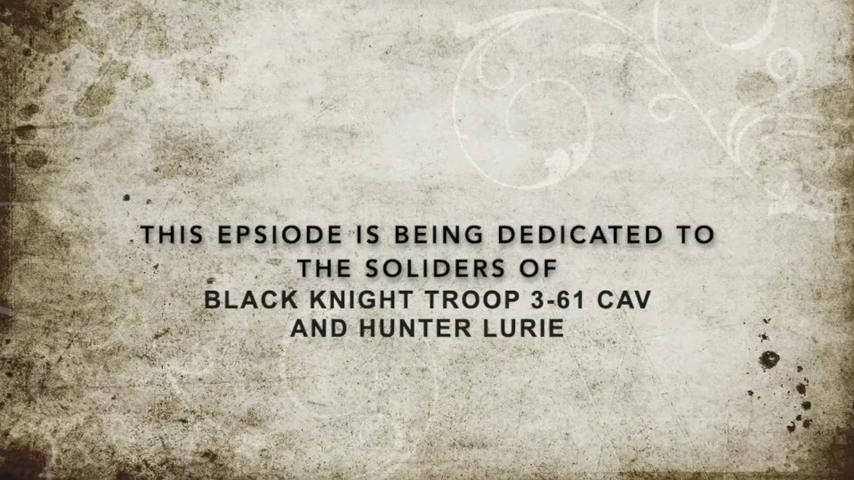 THIS EPSIODE IS BEING DEDICATED TO
THE SOLIDERS OF
BLACK KNIGHT TROOP 3-61 CAV
AND HUNTER LURIE